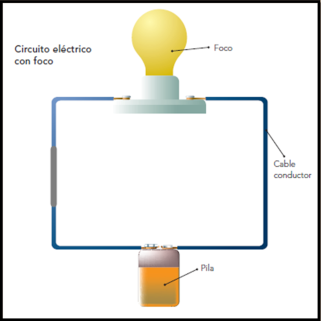 Circuito eléctrico
con foco
Foco
Cable
conductor
Pila